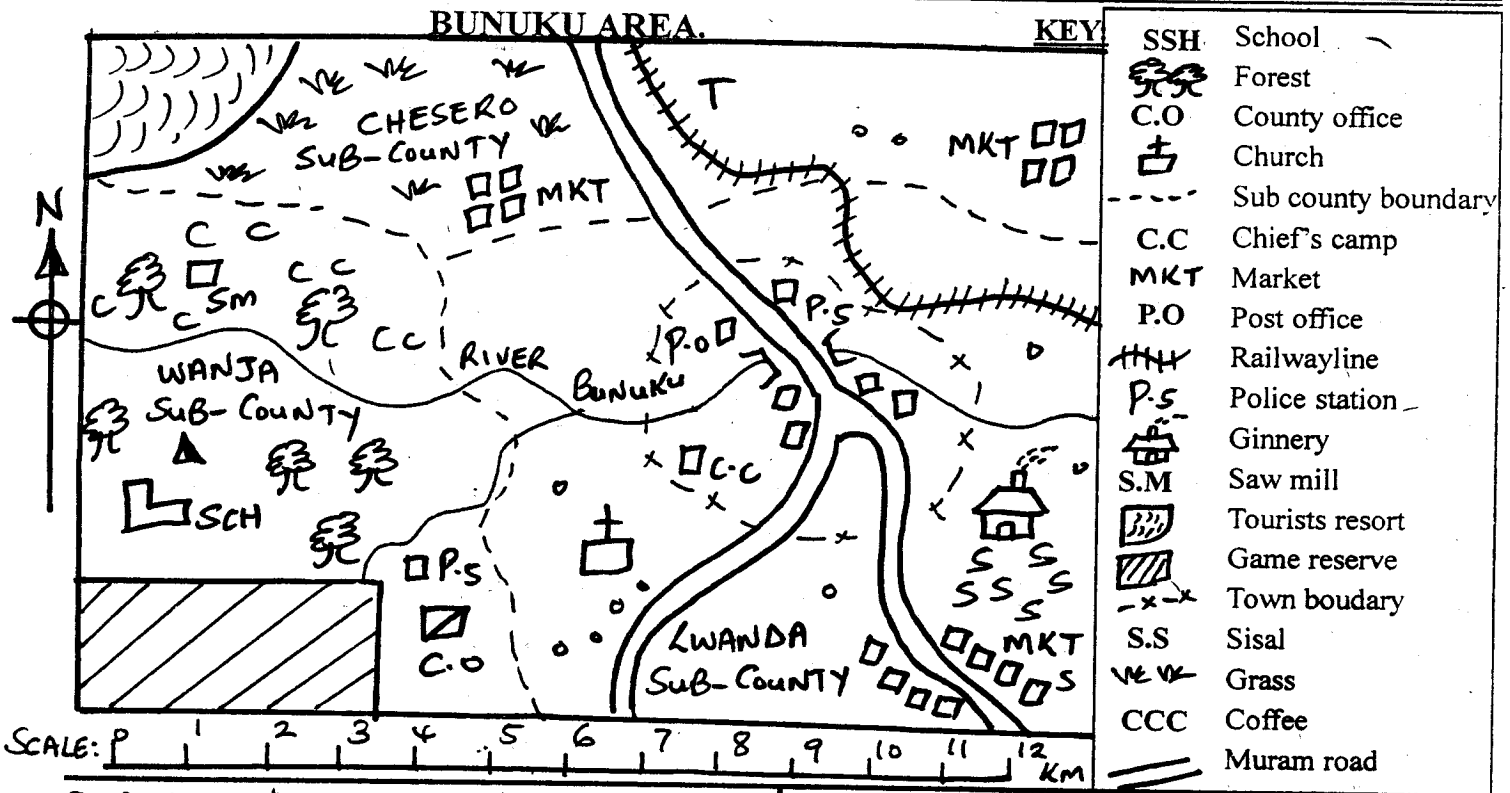 BUNUKU AREA.
KEY
T
CHESERO
SUB-COUNTY
MKT
MKT
N
C C
C C
C
C
SM
C C
P.S
P.O
RIVER
BUNUKU
WANJA
SUB-COUNTY
C.C
SCH
P.S
C.O
S S
S S S
S
LWANDA
SUB-COUNTY
MKT
S
SCALE: 0 1 2 3 4 5 6 7 8 9 10 11 12
KM
SSH School
Forest
C.O County office
Church
Sub county boundary
C.C Chief's camp
MKT Market
P.O Post office
Railwayline
P.S Police station
Ginnery
S.M Saw mill
Tourists resort
Game reserve
Town boudary
S.S Sisal
Grass
CCC Coffee
Muram road